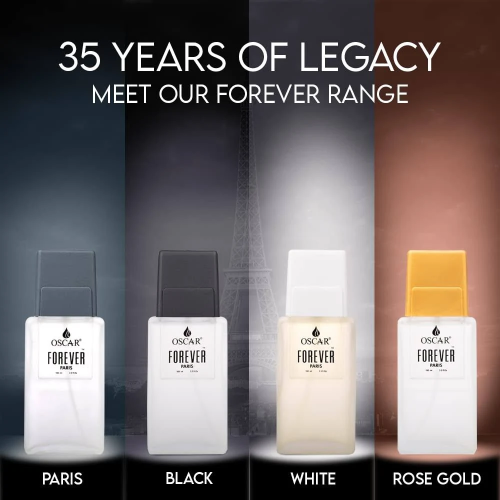 35 YEARS OF LEGACY
MEET OUR FOREVER RANGE
OSCAR®
FOREVER
PARIS
OSCAR®
FOREVER
PARIS
OSCAR®
FOREVER
PARIS
OSCAR®
FOREVER
PARIS
PARIS
BLACK
WHITE
ROSE GOLD